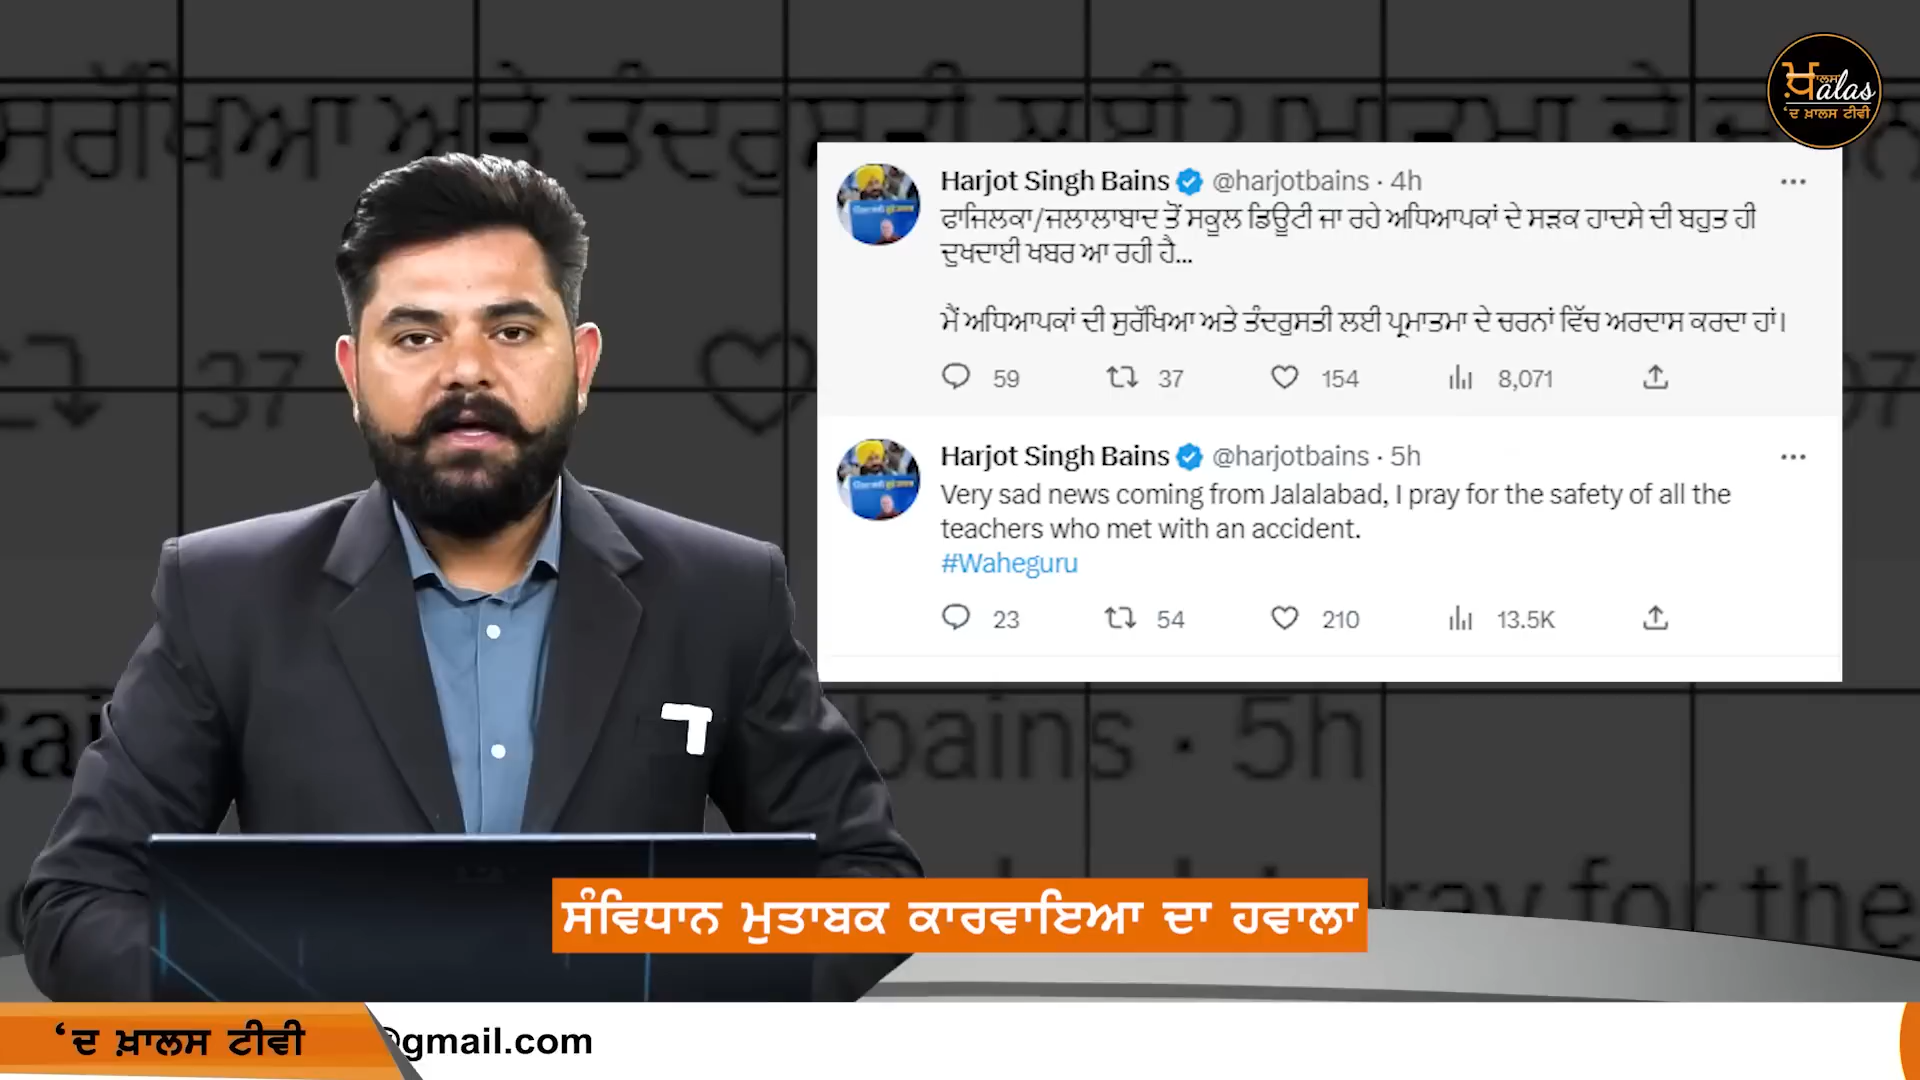 ਖ਼ਾਲਸ
Khalas
'ਦ ਖ਼ਾਲਸ ਟੀਵੀ
Harjot Singh Bains @harjotbains · 4h
ਫਾਜਿਲਕਾ/ਜਲਾਲਾਬਾਦ ਤੋਂ ਸਕੂਲ ਡਿਊਟੀ ਜਾ ਰਹੇ ਅਧਿਆਪਕਾਂ ਦੇ ਸੜਕ ਹਾਦਸੇ ਦੀ ਬਹੁਤ ਹੀ
ਦੁਖਦਾਈ ਖਬਰ ਆ ਰਹੀ ਹੈ...
ਮੈਂ ਅਧਿਆਪਕਾਂ ਦੀ ਸੁਰੱਖਿਆ ਅਤੇ ਤੰਦਰੁਸਤੀ ਲਈ ਪ੍ਰਮਾਤਮਾ ਦੇ ਚਰਨਾਂ ਵਿੱਚ ਅਰਦਾਸ ਕਰਦਾ ਹਾਂ।
59 37 154 8,071
Harjot Singh Bains @harjotbains · 5h
Very sad news coming from Jalalabad, I pray for the safety of all the
teachers who met with an accident.
#Waheguru
23 54 210 13.5K
ਸੰਵਿਧਾਨ ਮੁਤਾਬਕ ਕਾਰਵਾਇਆ ਦਾ ਹਵਾਲਾ
'ਦ ਖ਼ਾਲਸ ਟੀਵੀ
@gmail.com